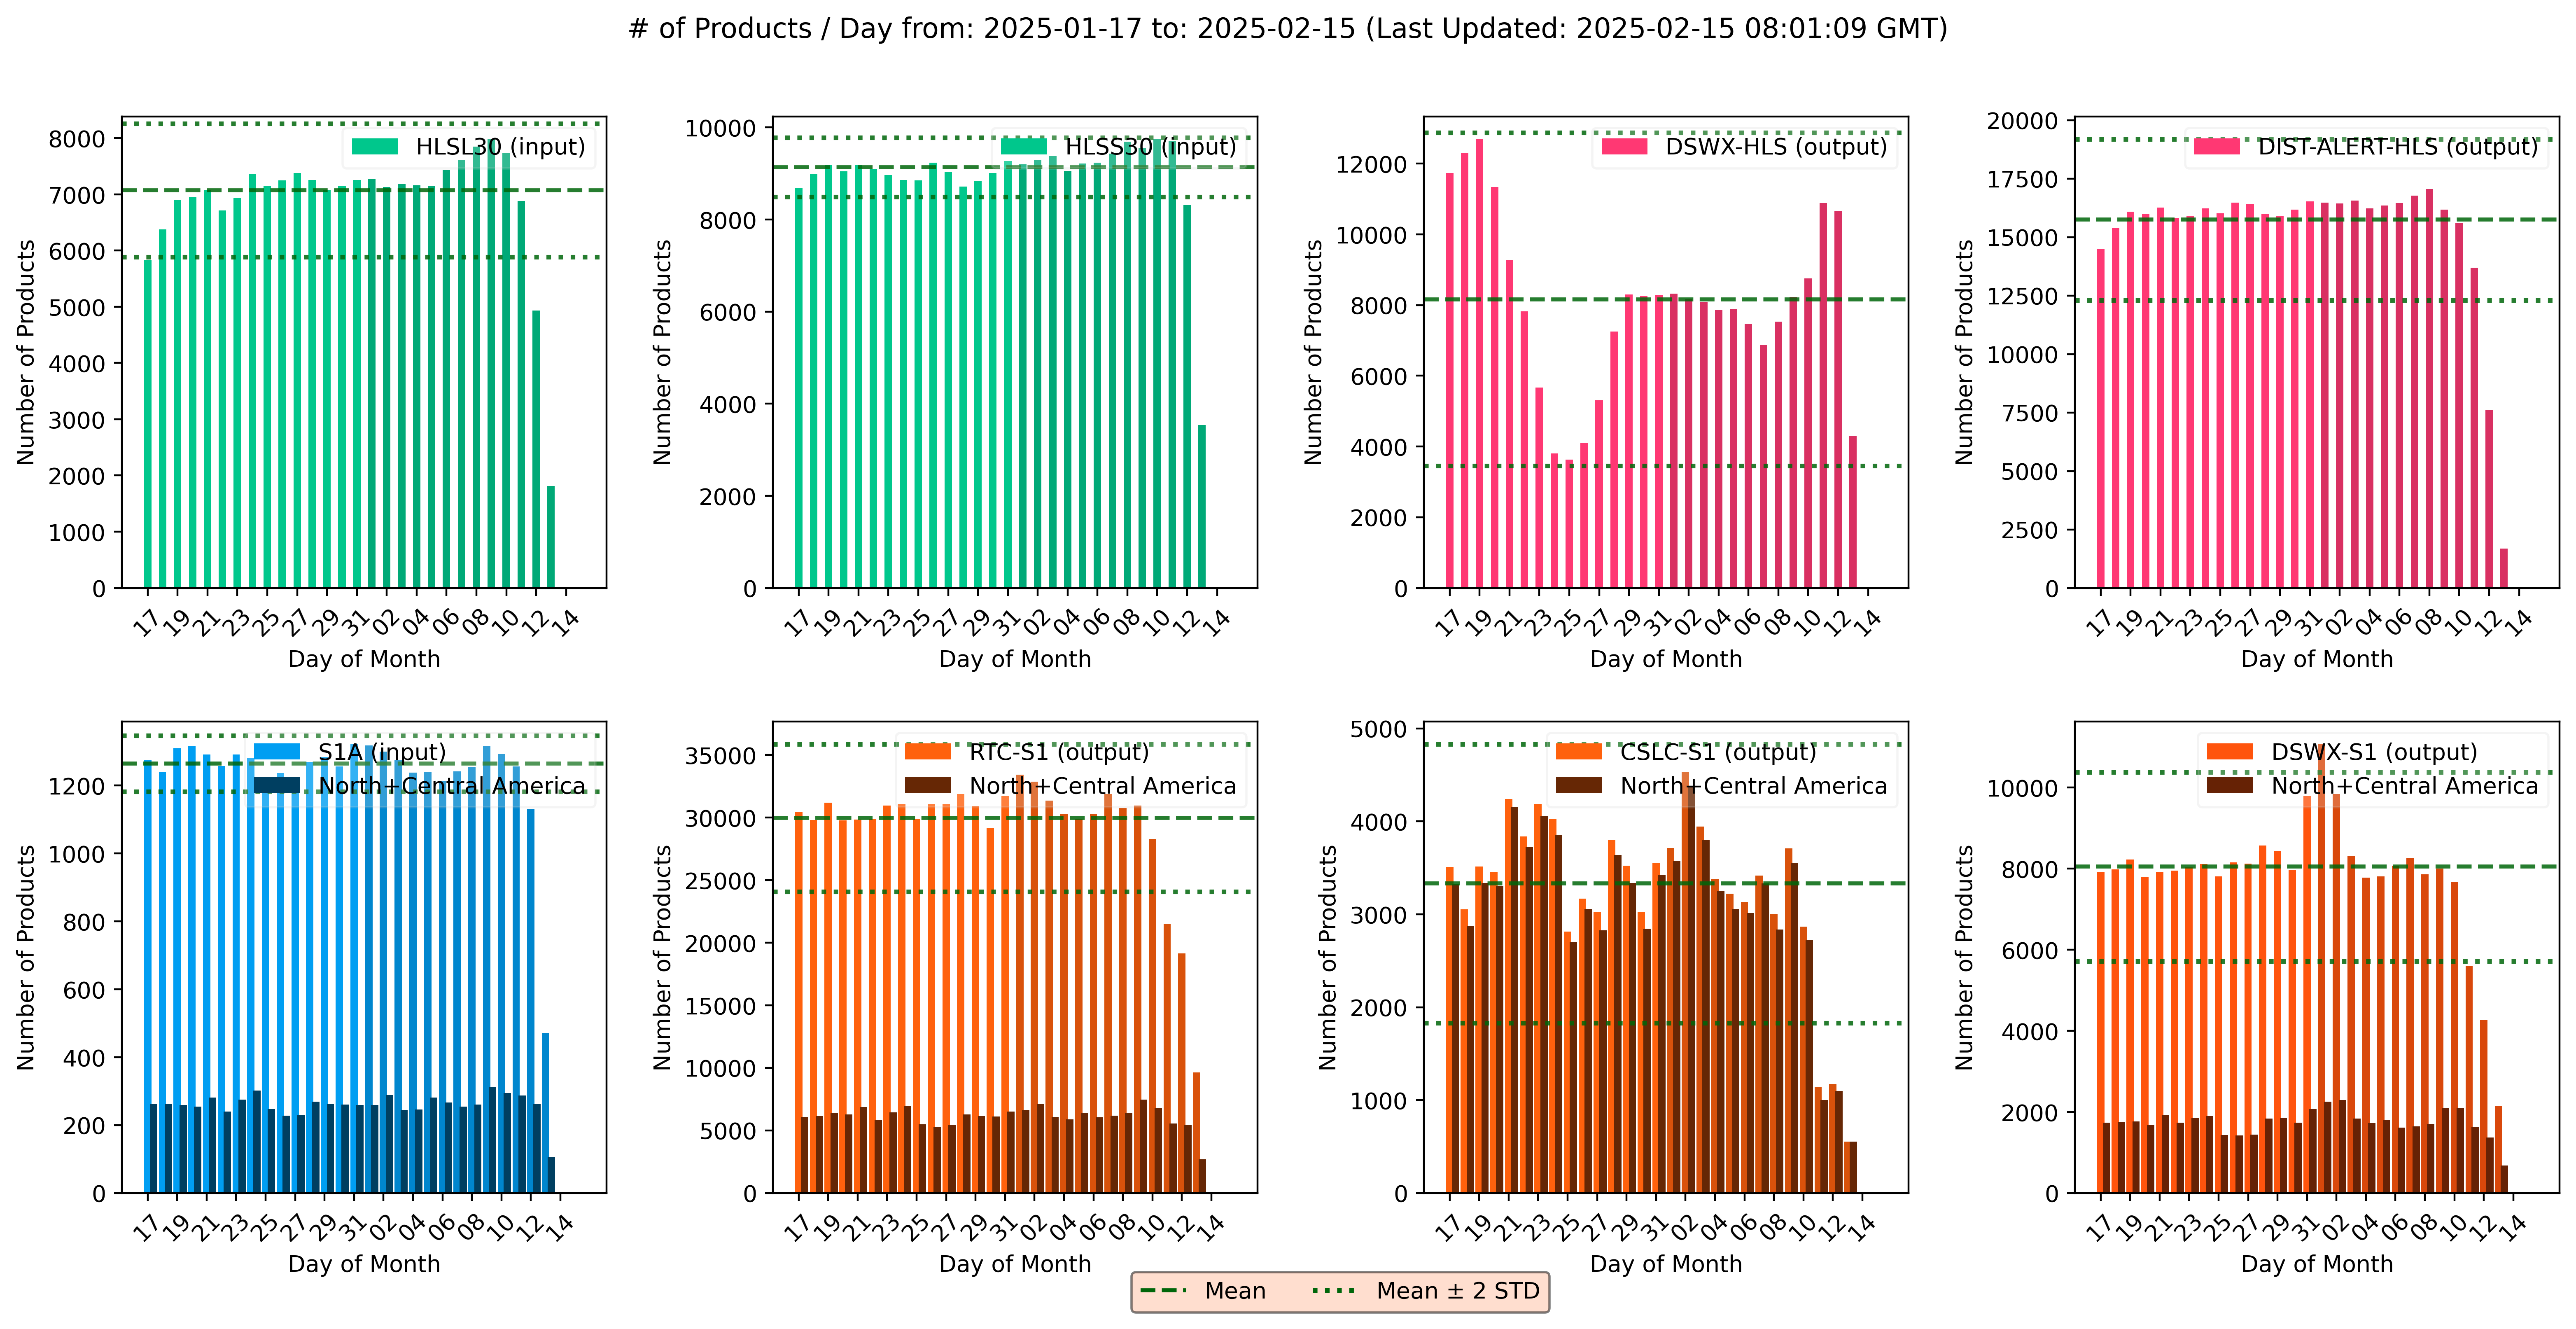 # of Products / Day from: 2025-01-17 to: 2025-02-15 (Last Updated: 2025-02-15 08:01:09 GMT)
HLSL30 (input)
Number of Products
8000
7000
6000
5000
4000
3000
2000
1000
0
17 19 21 23 25 27 29 31 02 04 06 08 10 12 14
Day of Month
HLSS30 (input)
Number of Products
10000
8000
6000
4000
2000
0
17 19 21 23 25 27 29 31 02 04 06 08 10 12 14
Day of Month
DSWX-HLS (output)
Number of Products
12000
10000
8000
6000
4000
2000
0
17 19 21 23 25 27 29 31 02 04 06 08 10 12 14
Day of Month
DIST-ALERT-HLS (output)
Number of Products
20000
17500
15000
12500
10000
7500
5000
2500
0
17 19 21 23 25 27 29 31 02 04 06 08 10 12 14
Day of Month
S1A (input)
North+Central America
Number of Products
1200
1000
800
600
400
200
0
17 19 21 23 25 27 29 31 02 04 06 08 10 12 14
Day of Month
RTC-S1 (output)
North+Central America
Number of Products
35000
30000
25000
20000
15000
10000
5000
0
17 19 21 23 25 27 29 31 02 04 06 08 10 12 14
Day of Month
CSLC-S1 (output)
North+Central America
Number of Products
5000
4000
3000
2000
1000
0
17 19 21 23 25 27 29 31 02 04 06 08 10 12 14
Day of Month
DSWX-S1 (output)
North+Central America
Number of Products
10000
8000
6000
4000
2000
0
17 19 21 23 25 27 29 31 02 04 06 08 10 12 14
Day of Month
Mean
Mean ± 2 STD